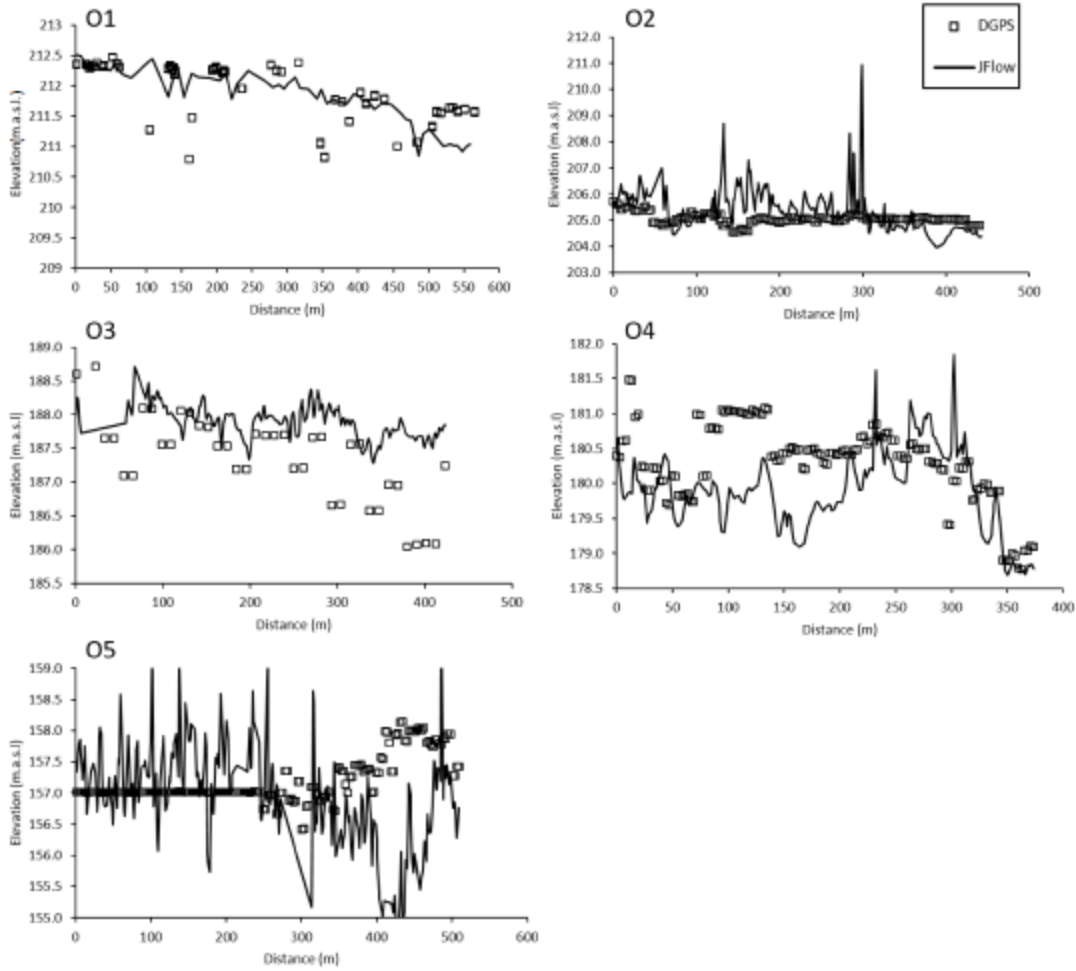 O1
213
212.5
212
211.5
211
210.5
210
209.5
209
Elevation(m.a.s.l.)
0 50 100 150 200 250 300 350 400 450 500 550 600
Distance (m)
O2
DGPS
JFlow
212.0
211.0
210.0
209.0
208.0
207.0
206.0
205.0
204.0
203.0
Elevation (m.a.s.l)
0 100 200 300 400 500
Distance (m)
O3
189.0
188.5
188.0
187.5
187.0
186.5
186.0
185.5
Elevation (m.a.s.l)
0 100 200 300 400 500
Distance (m)
O4
182.0
181.5
181.0
180.5
180.0
179.5
179.0
178.5
Elevation (m.a.s.l)
0 50 100 150 200 250 300 350 400
Distance (m)
O5
159.0
158.5
158.0
157.5
157.0
156.5
156.0
155.5
155.0
Elevation (m.a.s.l)
0 100 200 300 400 500 600
Distance (m)